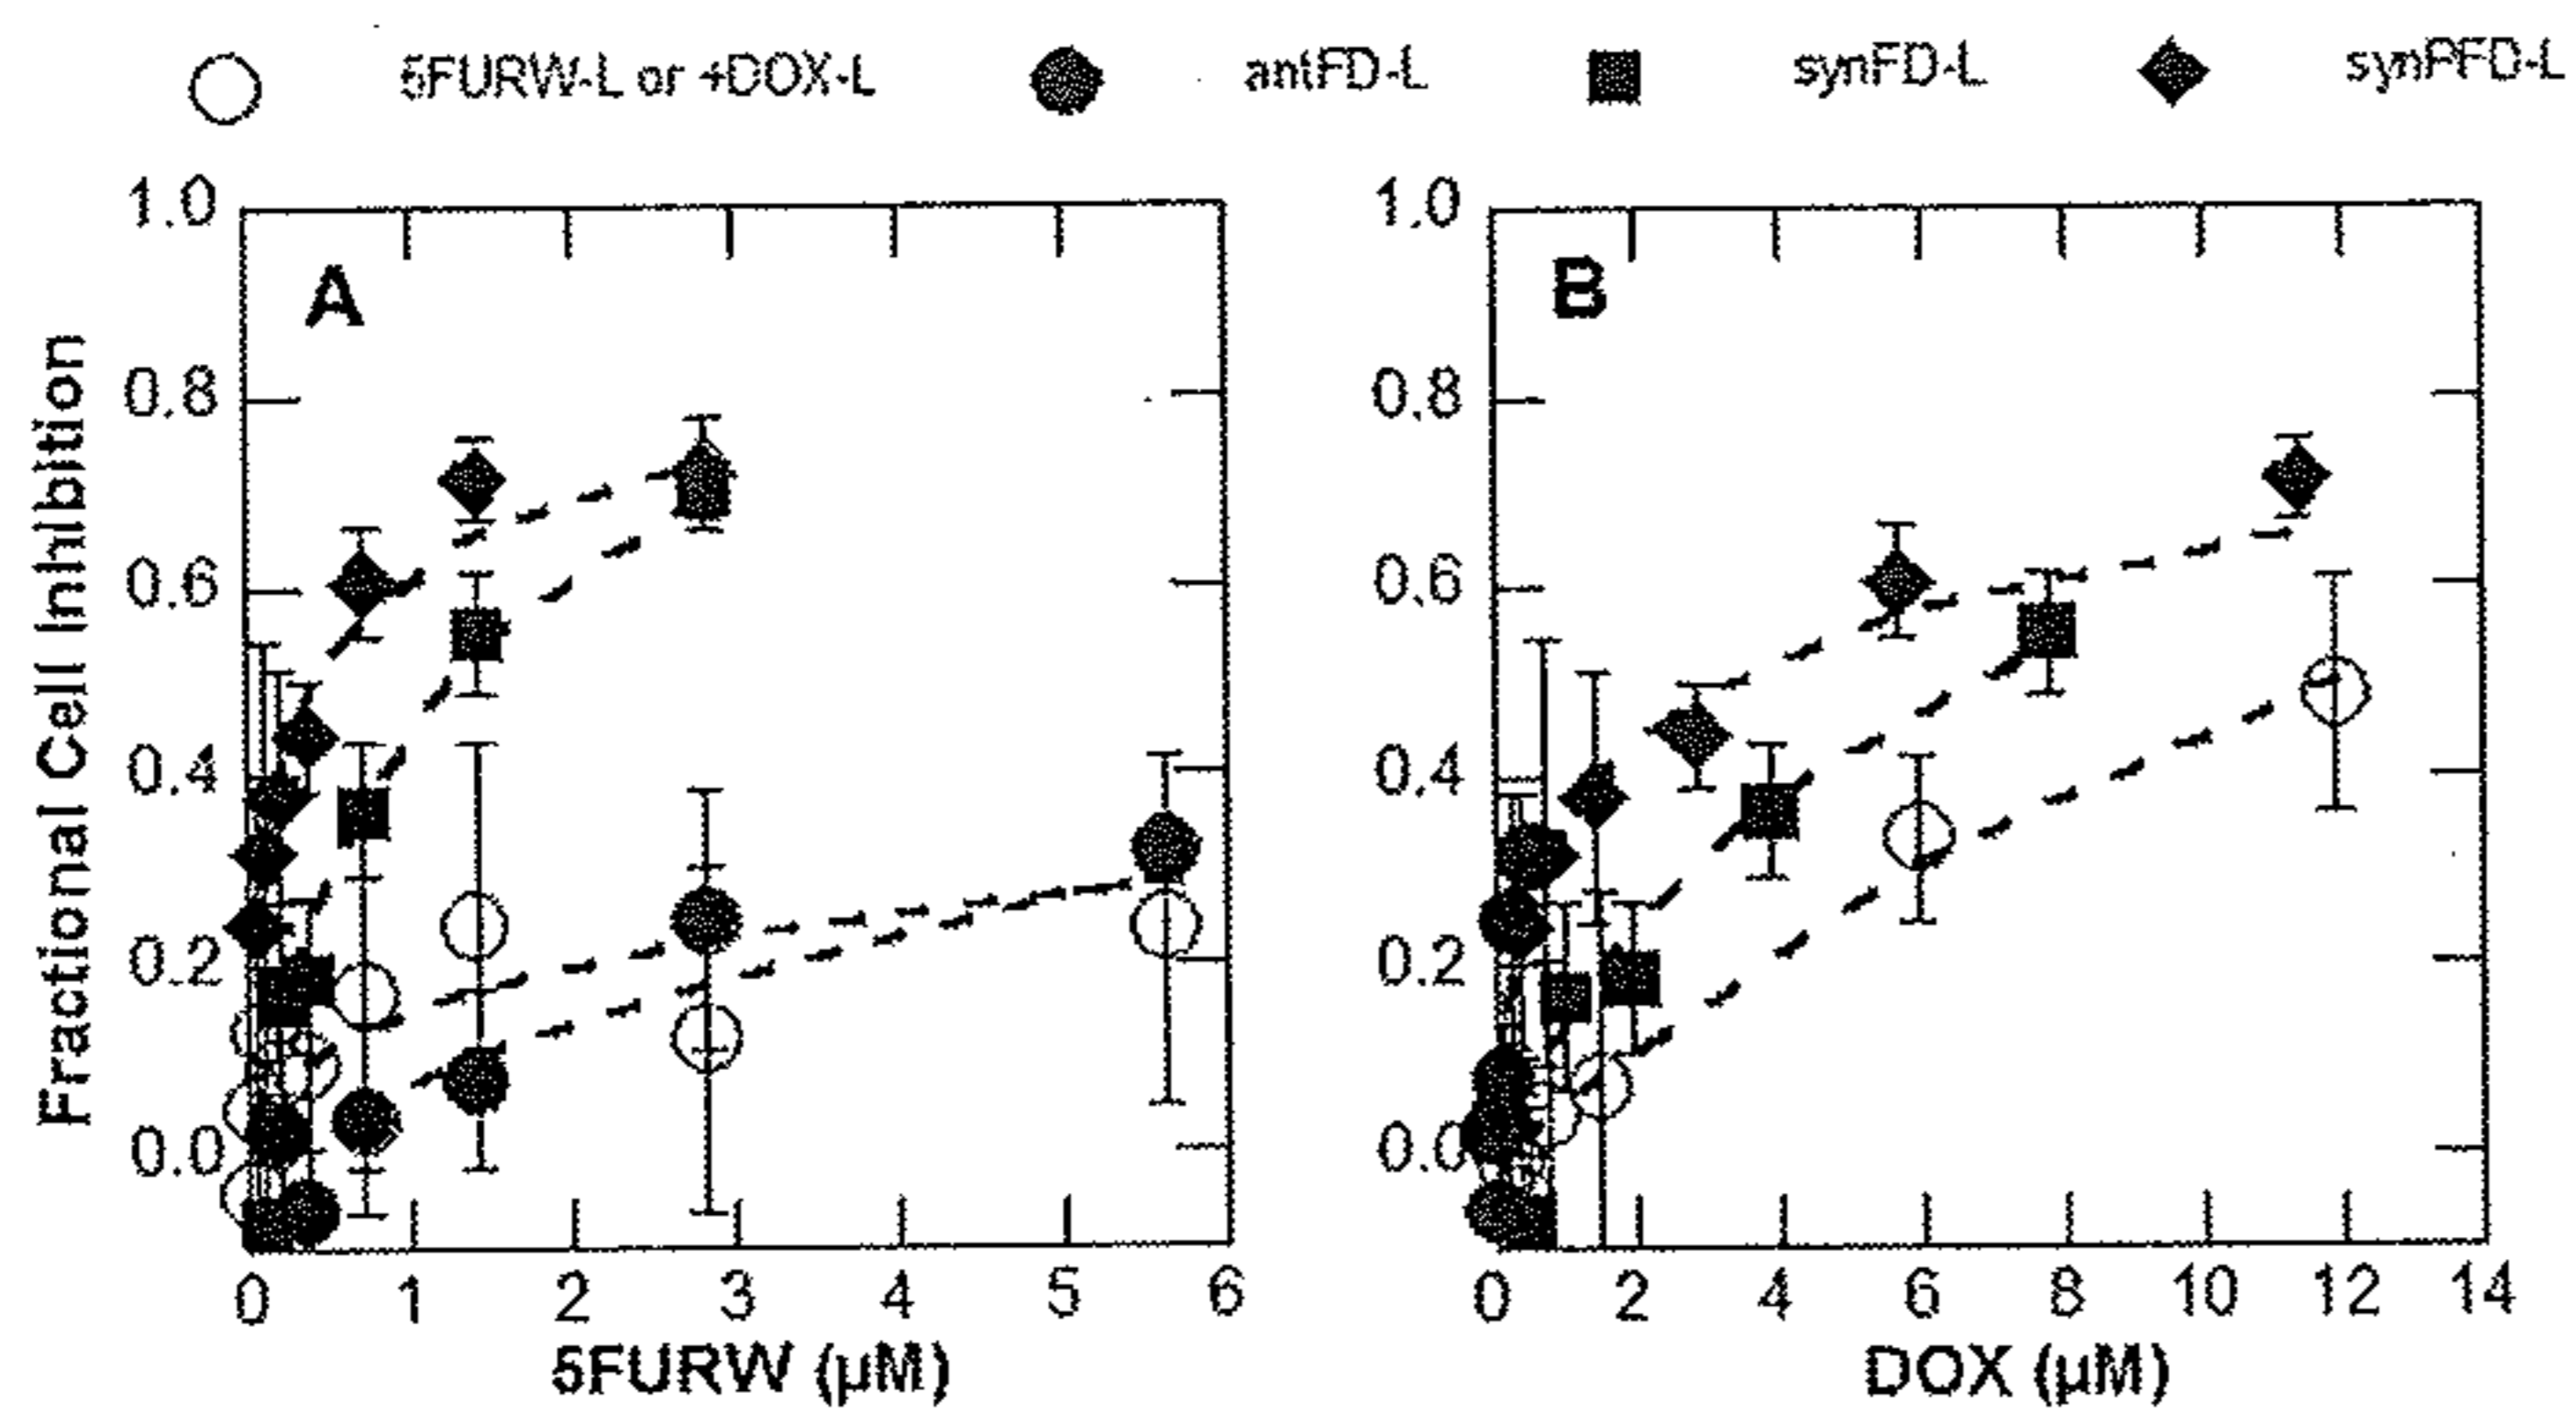 5FURW-L or +DOX-L antFD-L synFD-L synPFD-L
A
B
Fractional Cell Inhibition
1.0
0.8
0.6
0.4
0.2
0.0
1.0
0.8
0.6
0.4
0.2
0.0
0 1 2 3 4 5 6
0 2 4 6 8 10 12 14
5FURW (μM)
DOX (μM)